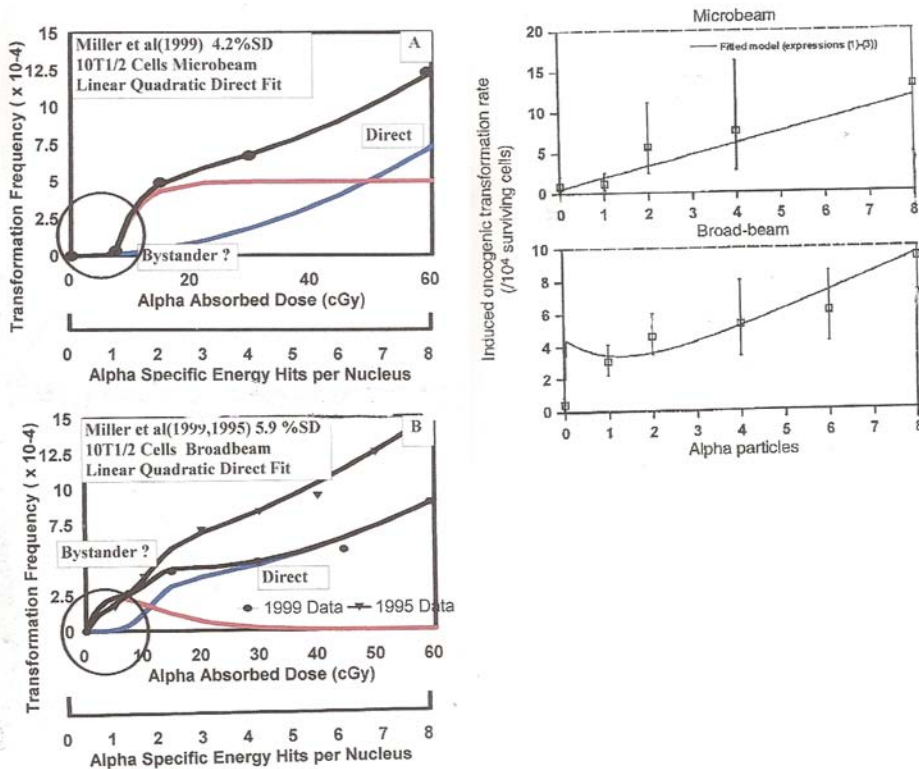 15
12.5
10
7.5
5
2.5
0
Transformation Frequency ( x 10-4)
Miller et al(1999) 4.2%SD
10T1/2 Cells Microbeam
Linear Quadratic Direct Fit
A
Direct
Bystander ?
20 40 60
Alpha Absorbed Dose (cGy)
0 1 2 3 4 5 6 7 8
Alpha Specific Energy Hits per Nucleus
15
12.5
10
7.5
5
2.5
0
Transformation Frequency ( x 10-4)
Miller et al(1999,1995) 5.9 %SD
10T1/2 Cells Broadbeam
Linear Quadratic Direct Fit
B
Bystander ?
Direct
1999 Data 1995 Data
0 10 20 30 40 50 60
Alpha Absorbed Dose (cGy)
0 1 2 3 4 5 6 7 8
Alpha Specific Energy Hits per Nucleus
Microbeam
20
15
10
5
0
Fitted model (expressions (1)-(3))
0 1 2 4 8
Induced oncogenic transformation rate
(/10⁴ surviving cells)
Broad-beam
10
8
6
4
2
0
0 1 2 3 4 5 6 7 8
Alpha particles